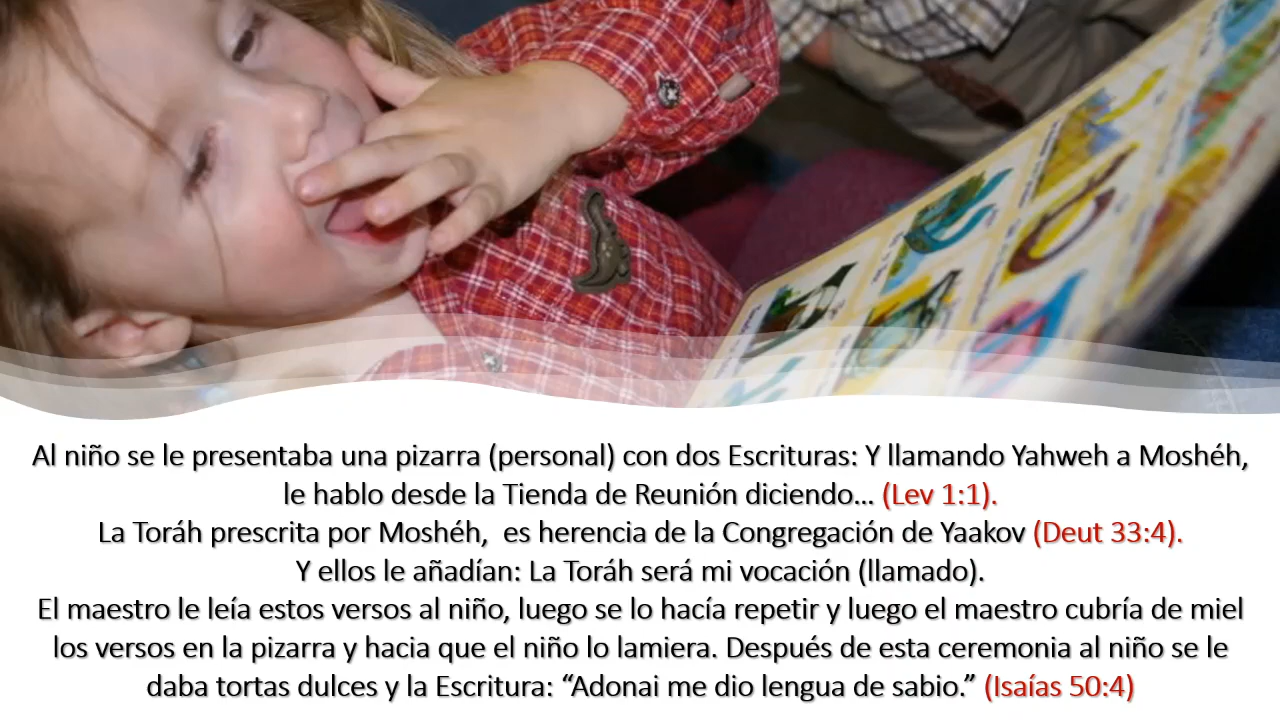 Al niño se le presentaba una pizarra (personal) con dos Escrituras: Y llamando Yahweh a Moshéh,
le hablo desde la Tienda de Reunión diciendo... (Lev 1:1).
La Toráh prescrita por Moshéh,  es herencia de la Congregación de Yaakov (Deut 33:4).
Y ellos le añadían: La Toráh será mi vocación (llamado).
El maestro le leía estos versos al niño, luego se lo hacía repetir y luego el maestro cubría de miel
los versos en la pizarra y hacia que el niño lo lamiera. Después de esta ceremonia al niño se le
daba tortas dulces y la Escritura: “Adonai me dio lengua de sabio.” (Isaías 50:4)